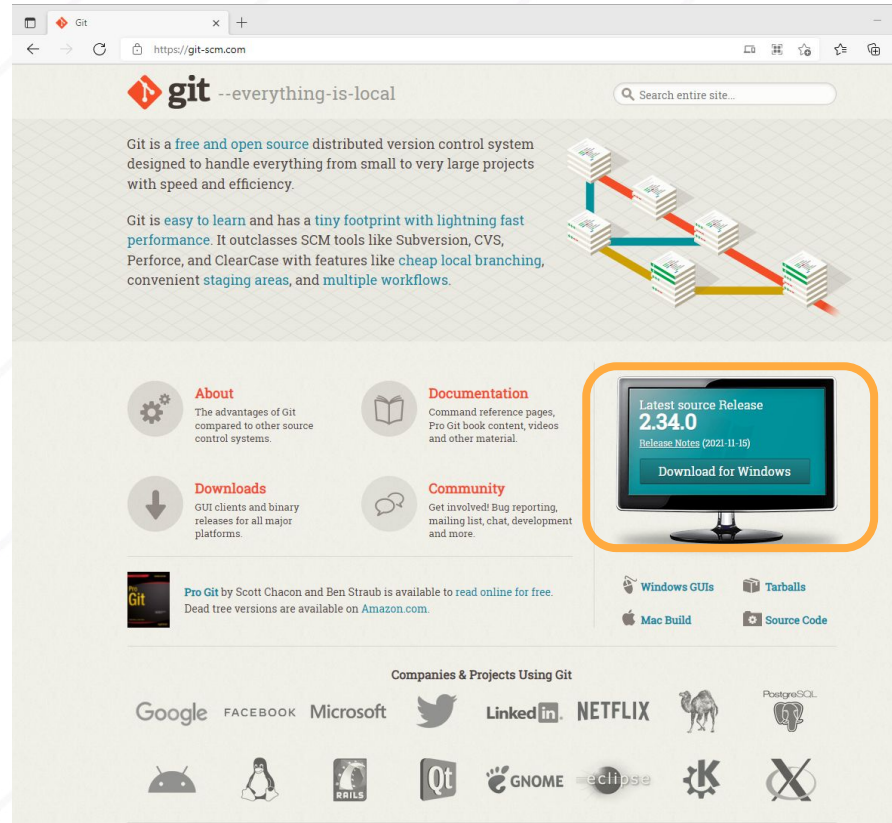 Git
https://git-scm.com
git --everything-is-local
Search entire site...
Git is a free and open source distributed version control system
designed to handle everything from small to very large projects
with speed and efficiency.
Git is easy to learn and has a tiny footprint with lightning fast
performance. It outclasses SCM tools like Subversion, CVS,
Perforce, and ClearCase with features like cheap local branching,
convenient staging areas, and multiple workflows.
About
The advantages of Git
compared to other source
control systems.
Documentation
Command reference pages,
Pro Git book content, videos
and other material.
Downloads
GUI clients and binary
releases for all major
platforms.
Community
Get involved! Bug reporting,
mailing list, chat, development
and more.
Latest source Release
2.34.0
Release Notes (2021-11-15)
Download for Windows
Windows GUIs
Tarballs
Mac Build
Source Code
Pro
Git
Pro Git by Scott Chacon and Ben Straub is available to read online for free.
Dead tree versions are available on Amazon.com.
Companies & Projects Using Git
Google
FACEBOOK
Microsoft
Linked in.
NETFLIX
PostgreSQL
RAILS
Qt
GNOME
eclipse
K
X